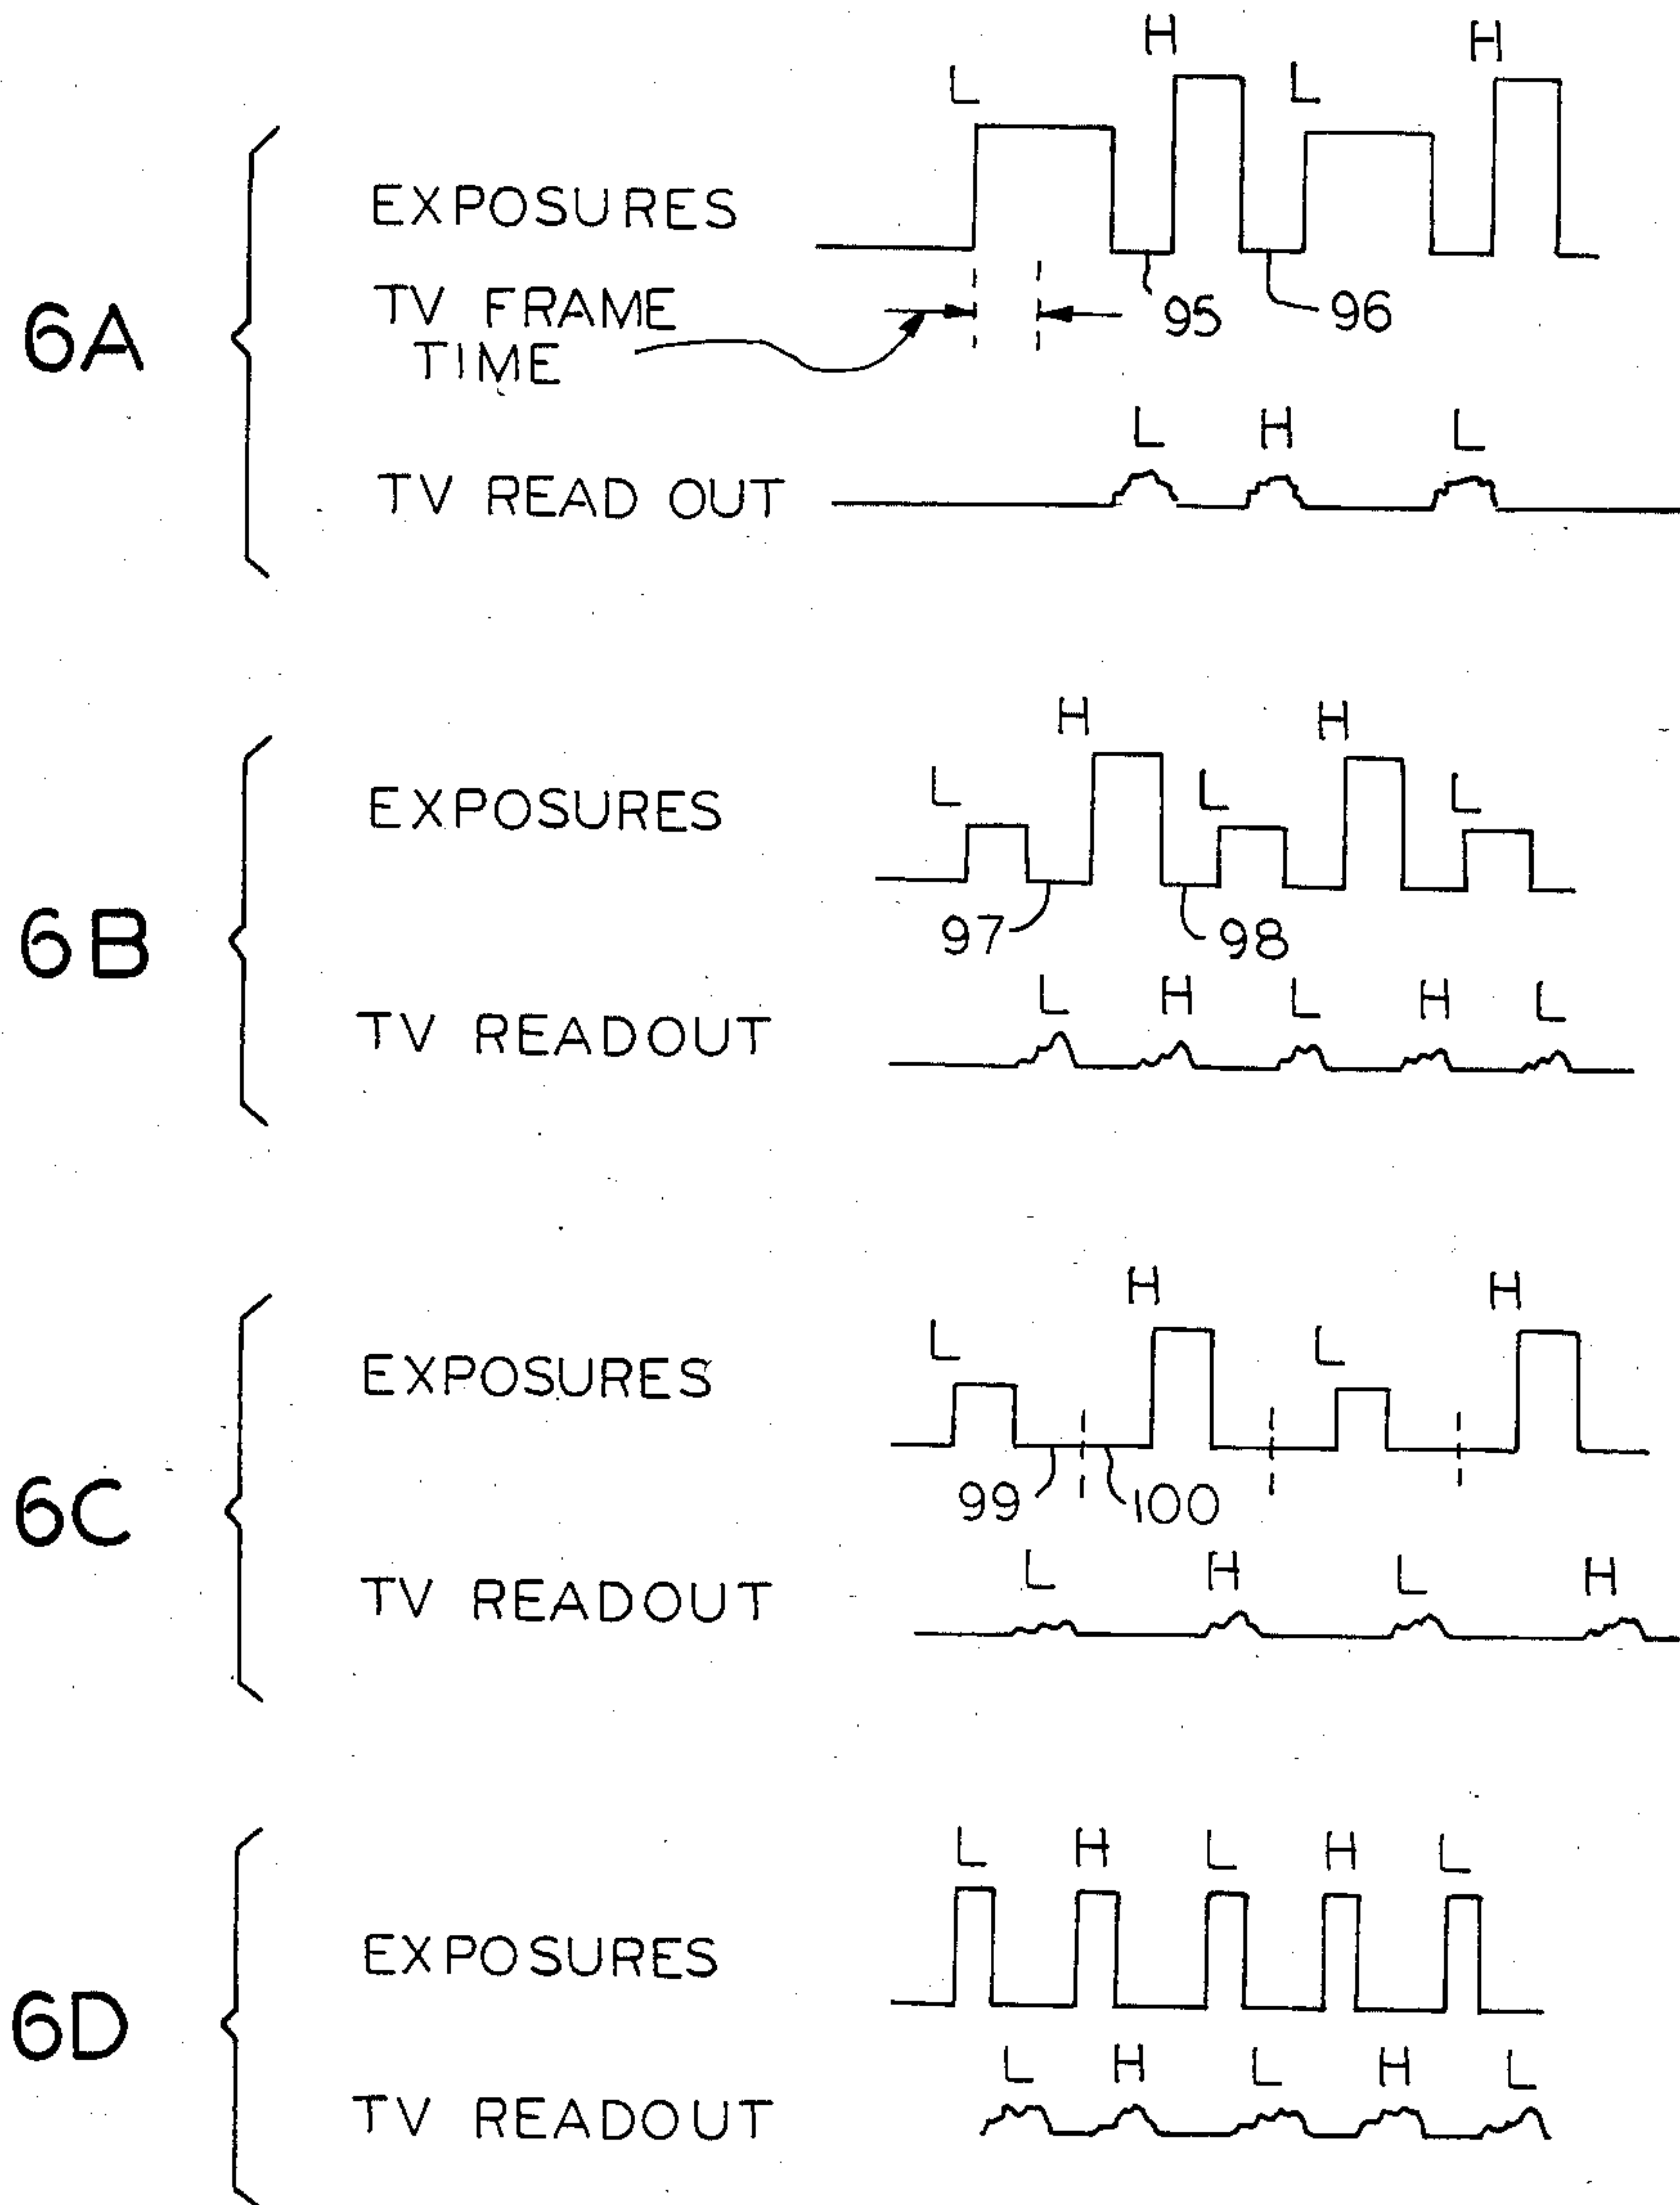 H H
L L
EXPOSURES
6A
TV FRAME
TIME
95 96
L H L
TV READ OUT
H H
L L L
EXPOSURES
6B
97 98
L H L H L
TV READOUT
H H
L L
EXPOSURES
6C
99 100
L H L H
TV READOUT
L H L H L
EXPOSURES
6D
L H L H L
TV READOUT